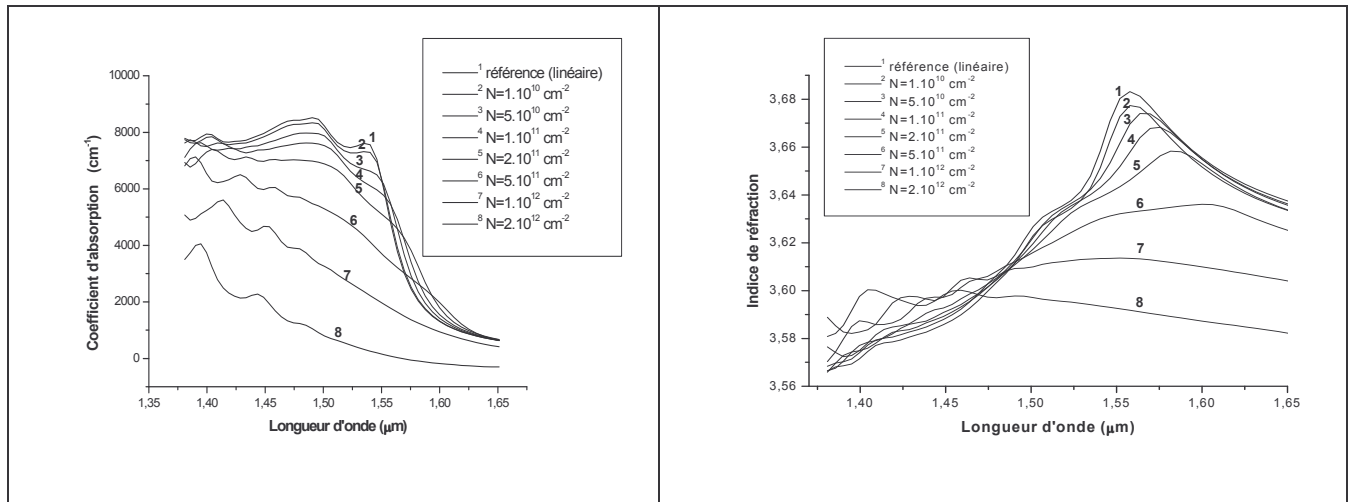 1 référence (linéaire)
2 N=1.10^10 cm^-2
3 N=5.10^10 cm^-2
4 N=1.10^11 cm^-2
5 N=2.10^11 cm^-2
6 N=5.10^11 cm^-2
7 N=1.10^12 cm^-2
8 N=2.10^12 cm^-2
Coefficient d'absorption (cm^-1)
10000
8000
6000
4000
2000
0
1
2
3
4
5
6
7
8
1,35
1,40
1,45
1,50
1,55
1,60
1,65
Longueur d'onde (μm)
1 référence (linéaire)
2 N=1.10^10 cm^-2
3 N=5.10^10 cm^-2
4 N=1.10^11 cm^-2
5 N=2.10^11 cm^-2
6 N=5.10^11 cm^-2
7 N=1.10^12 cm^-2
8 N=2.10^12 cm^-2
Indice de réfraction
3,68
3,66
3,64
3,62
3,60
3,58
3,56
1
2
3
4
5
6
7
8
1,40
1,45
1,50
1,55
1,60
1,65
Longueur d'onde (μm)